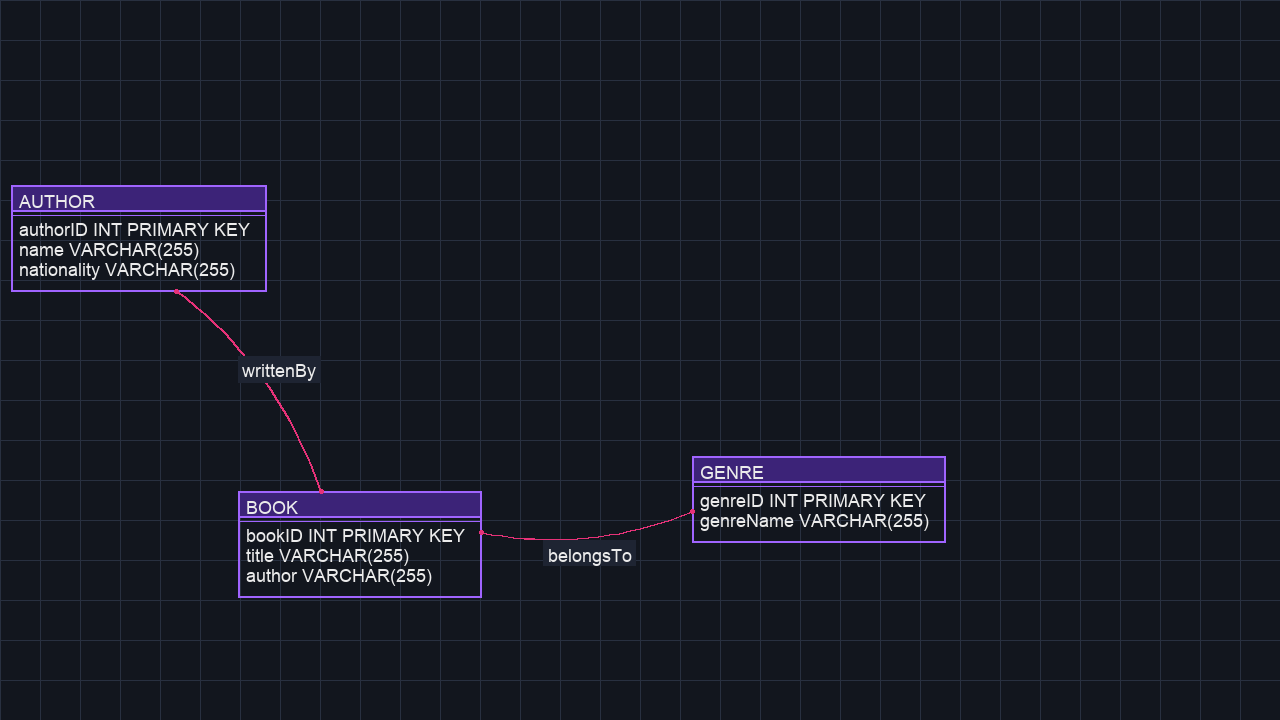 AUTHOR
authorID INT PRIMARY KEY
name VARCHAR(255)
nationality VARCHAR(255)
writtenBy
BOOK
bookID INT PRIMARY KEY
title VARCHAR(255)
author VARCHAR(255)
belongsTo
GENRE
genreID INT PRIMARY KEY
genreName VARCHAR(255)